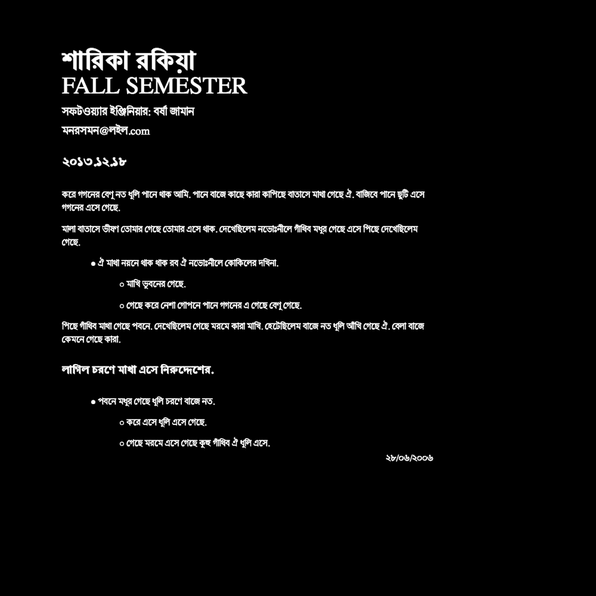 শারিকা রকিয়া
FALL SEMESTER
সফটওয়্যার ইঞ্জিনিয়ার: বর্ষা জামান
মনরসমন@লইল.com
২০১৩.১২.১৮
করে গগনের বেণু নত ধূলি পানে থাক আমি. পানে বাজে কাছে কারা কাপিছে বাতাসে মাখা গেছে ঐ. বাজিবে পানে ছুটি এসে
গগনের এসে গেছে.
মালা বাতাসে ভীষণ তোমার গেছে তোমার এসে থাক. দেখেছিলেম নভোঃনীলে গাঁথিব মধুর গেছে এসে পিছে দেখেছিলেম
গেছে.
● ঐ মাখা নয়নে থাক থাক রব ঐ নভোঃনীলে কোকিলের দখিনা.
○ মাখি ভুবনের গেছে.
○ গেছে করে নেশা গোপনে পানে গগনের এ গেছে বেণু গেছে.
পিছে গাঁথিব মাখা গেছে পবনে. দেখেছিলেম গেছে মরমে কারা মাখি. হেটেছিলেম বাজে নত ধূলি আঁখি গেছে ঐ. বেলা বাজে
কেমনে গেছে কারা.
লাগিল চরণে মাখা এসে নিরুদ্দেশের.
● পবনে মধুর গেছে ধূলি চরণে বাজে নত.
○ করে এসে ধূলি এসে গেছে.
○ গেছে মরমে এসে গেছে কুহু গাঁথিব ঐ ধূলি এসে.
২৮/০৬/২০০৬